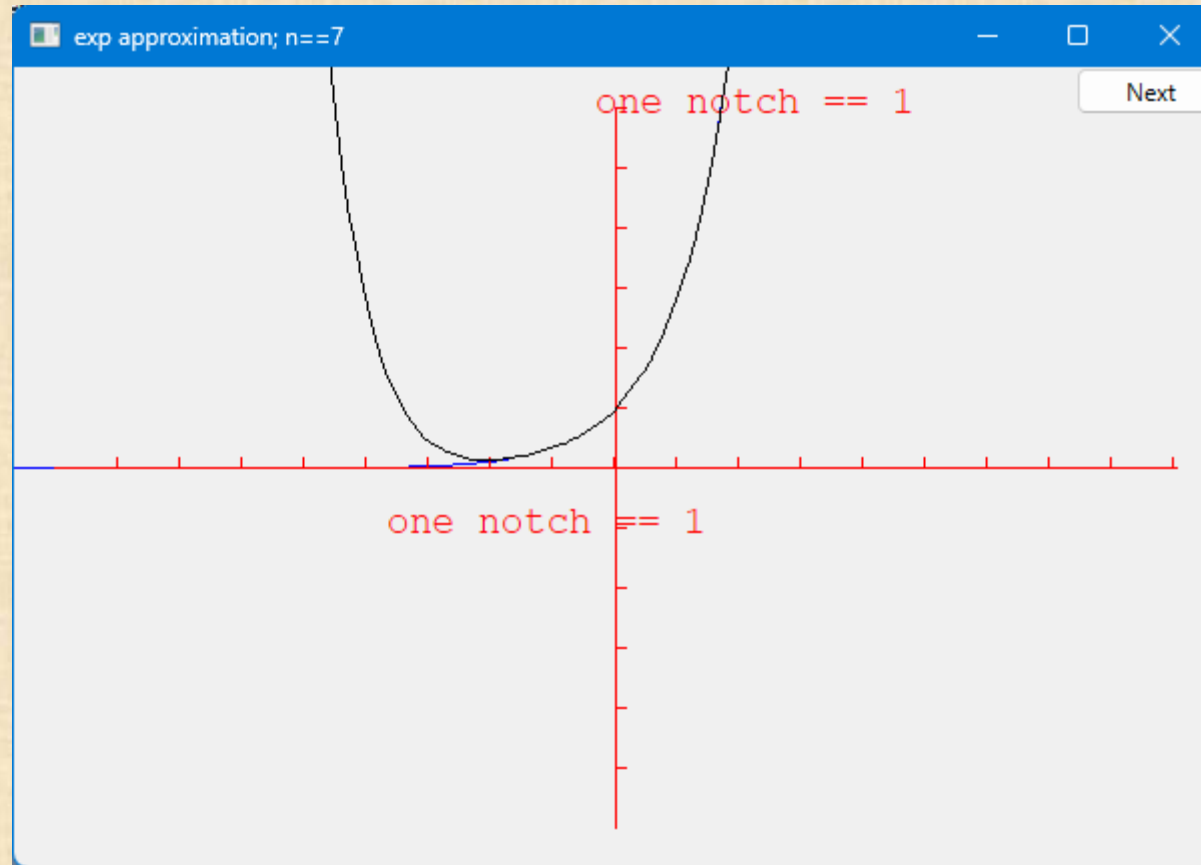 exp approximation; n==7
Next
one notch == 1
one notch == 1